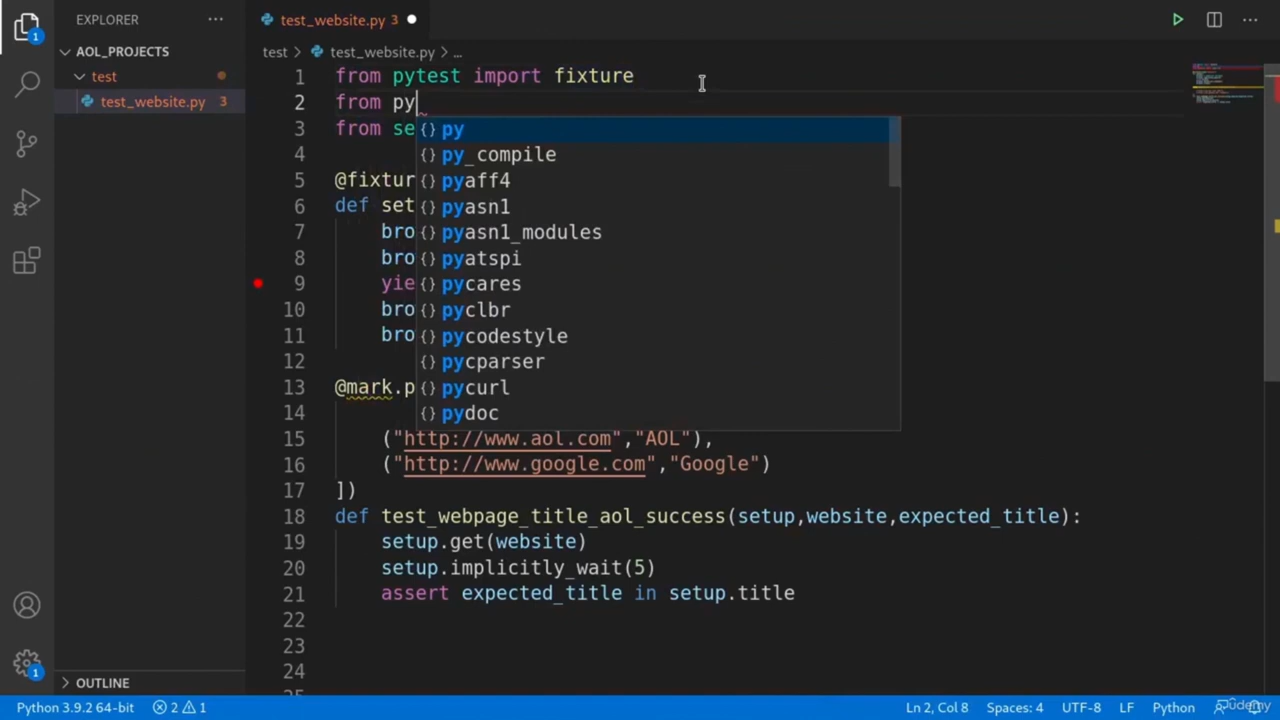 EXPLORER
test_website.py 3
AOL_PROJECTS
test
test_website.py 3
test > test_website.py > ...
1 from pytest import fixture
2 from py
3 from se
4
5 @fixtur
6 def set
7 bro
8 bro
9 yie
10 bro
11 bro
12
13 @mark.p
14
15 ("http://www.aol.com","AOL"),
16 ("http://www.google.com","Google")
17 ])
18 def test_webpage_title_aol_success(setup,website,expected_title):
19 setup.get(website)
20 setup.implicitly_wait(5)
21 assert expected_title in setup.title
22
23
24
25
{} py
{} py_compile
{} pyaff4
{} pyasn1
{} pyasn1_modules
{} pyatspi
{} pycares
{} pyclbr
{} pycodestyle
{} pycparser
{} pycurl
{} pydoc
1
1
OUTLINE
Python 3.9.2 64-bit 2 1 Ln 2, Col 8 Spaces: 4 UTF-8 LF Python
Udemy